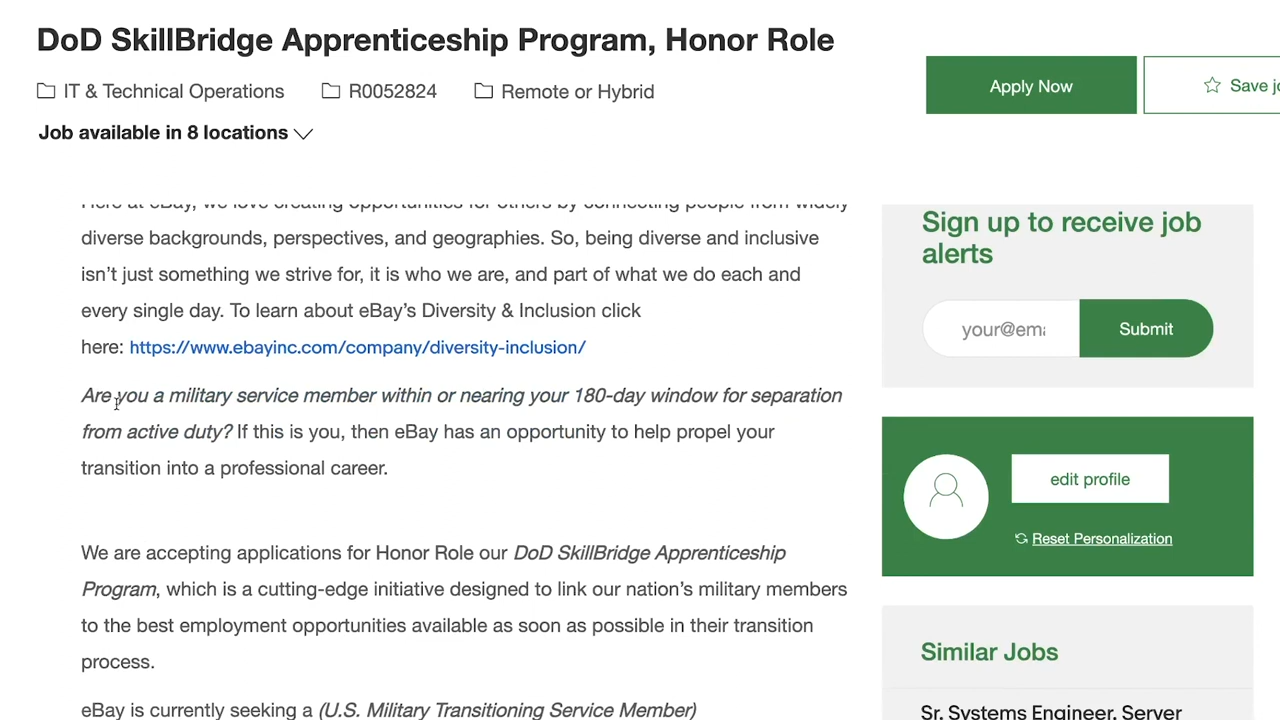 DoD SkillBridge Apprenticeship Program, Honor Role
IT & Technical Operations R0052824 Remote or Hybrid
Job available in 8 locations
Apply Now
Save jo
Here at eBay, we love creating opportunities for others by connecting people from widely
diverse backgrounds, perspectives, and geographies. So, being diverse and inclusive
isn’t just something we strive for, it is who we are, and part of what we do each and
every single day. To learn about eBay’s Diversity & Inclusion click
here: https://www.ebayinc.com/company/diversity-inclusion/
Are you a military service member within or nearing your 180-day window for separation
from active duty? If this is you, then eBay has an opportunity to help propel your
transition into a professional career.
We are accepting applications for Honor Role our DoD SkillBridge Apprenticeship
Program, which is a cutting-edge initiative designed to link our nation’s military members
to the best employment opportunities available as soon as possible in their transition
process.
eBay is currently seeking a (U.S. Military Transitioning Service Member)
Sign up to receive job
alerts
your@ema
Submit
edit profile
Reset Personalization
Similar Jobs
Sr. Systems Engineer, Server